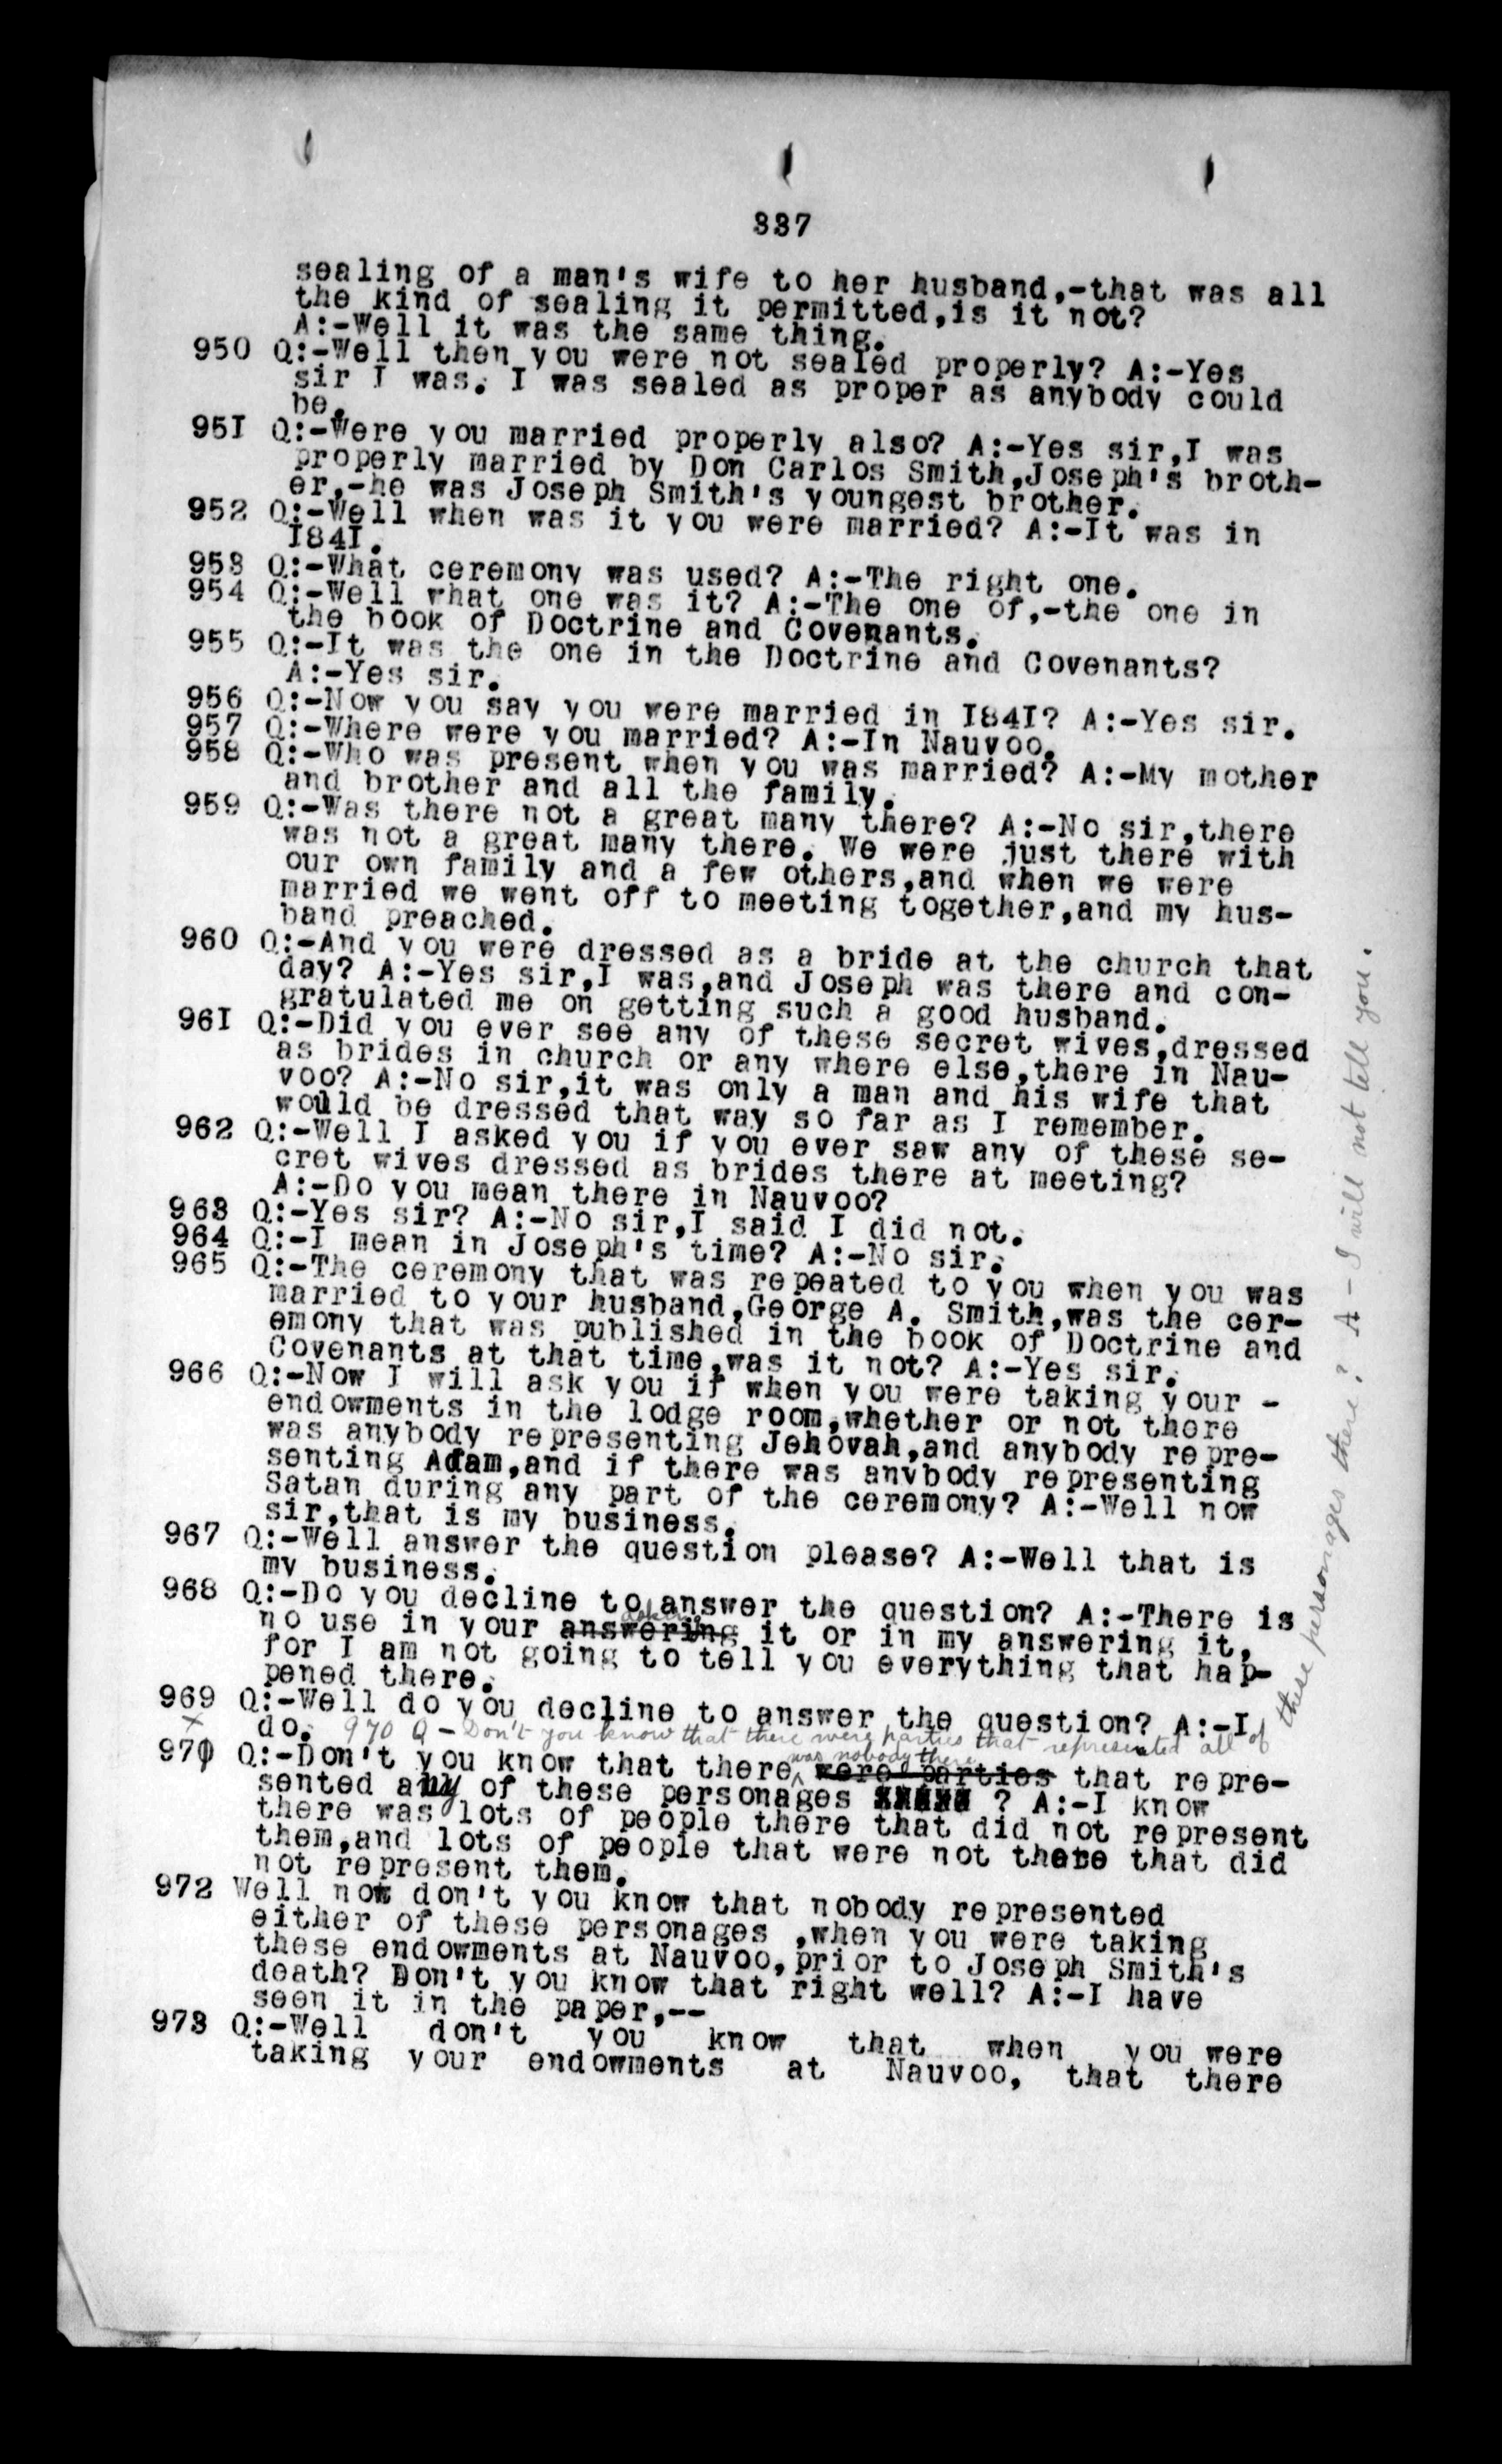 337
sealing of a man's wife to her husband,-that was all
the kind of sealing it permitted,is it not?
A:-Well it was the same thing.
950 Q:-Well then you were not sealed properly? A:-Yes
sir I was. I was sealed as proper as anybody could
be.
95I Q:-Were you married properly also? A:-Yes sir,I was
properly married by Don Carlos Smith,Joseph's broth-
er,-he was Joseph Smith's youngest brother.
952 Q:-Well when was it you were married? A:-It was in
I84I.
953 Q:-What ceremony was used? A:-The right one.
954 Q:-Well what one was it? A:-The one of,-the one in
the book of Doctrine and Covenants.
955 Q:-It was the one in the Doctrine and Covenants?
A:-Yes sir.
956 Q:-Now you say you were married in I84I? A:-Yes sir.
957 Q:-Where were you married? A:-In Nauvoo.
958 Q:-Who was present when you was married? A:-My mother
and brother and all the family.
959 Q:-Was there not a great many there? A:-No sir,there
was not a great many there. We were just there with
our own family and a few others,and when we were
married we went off to meeting together,and my hus-
band preached.
960 Q:-And you were dressed as a bride at the church that
day? A:-Yes sir,I was,and Joseph was there and con-
gratulated me on getting such a good husband.
96I Q:-Did you ever see any of these secret wives,dressed
as brides in church or any where else,there in Nau-
voo? A:-No sir,it was only a man and his wife that
would be dressed that way so far as I remember.
962 Q:-Well I asked you if you ever saw any of these se-
cret wives dressed as brides there at meeting?
A:-Do you mean there in Nauvoo?
963 Q:-Yes sir? A:-No sir,I said I did not.
964 Q:-I mean in Joseph's time? A:-No sir.
965 Q:-The ceremony that was repeated to you when you was
married to your husband,George A. Smith,was the cer-
emony that was published in the book of Doctrine and
Covenants at that time,was it not? A:-Yes sir.
966 Q:-Now I will ask you if when you were taking your -
endowments in the lodge room,whether or not there
was anybody representing Jehovah,and anybody repre-
senting Adam,and if there was anybody representing
Satan during any part of the ceremony? A:-Well now
sir,that is my business.
967 Q:-Well answer the question please? A:-Well that is
my business.
968 Q:-Do you decline to answer the question? A:-There is
asking
no use in your answering it or in my answering it,
for I am not going to tell you everything that hap-
pened there.
969 Q:-Well do you decline to answer the question? A:-I
x do. 970 Q - Don't you know that there were parties that represented all of these personages there? A - I will not tell you.
was nobody there
971 Q:-Don't you know that there were parties that repre-
sented any of these personages ? A:-I know
there was lots of people there that did not represent
them,and lots of people that were not there that did
not represent them.
972 Well now don't you know that nobody represented
either of these personages ,when you were taking
these endowments at Nauvoo,prior to Joseph Smith's
death? Don't you know that right well? A:-I have
seen it in the paper,--
973 Q:-Well don't you know that when you were
taking your endowments at Nauvoo, that there